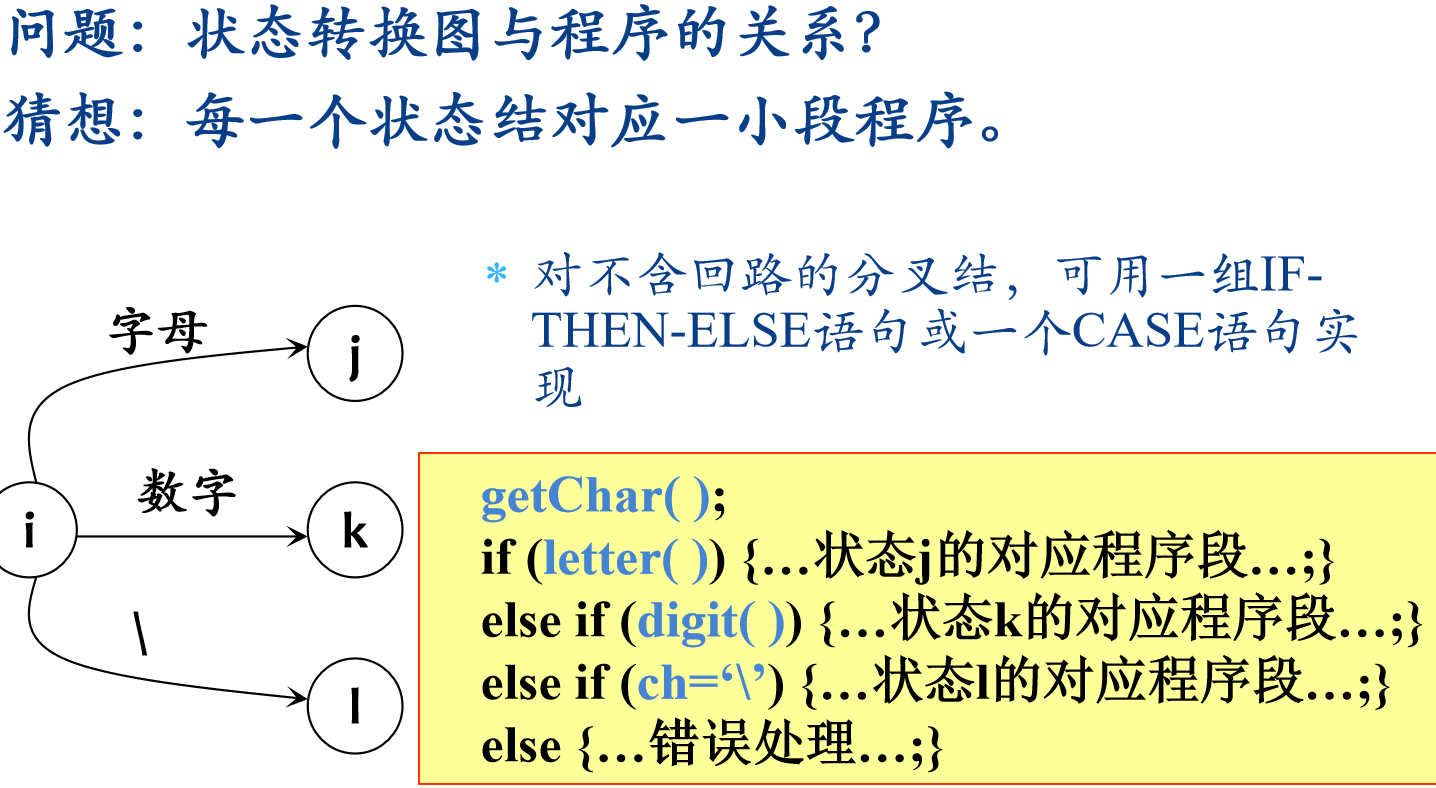 问题：状态转换图与程序的关系？
猜想：每一个状态结对应一小段程序。
* 对不含回路的分叉结，可用一组IF-
THEN-ELSE语句或一个CASE语句实
现
字母
j
数字
i
k
\
l
getChar( );
if (letter( )) {…状态j的对应程序段…;}
else if (digit( )) {…状态k的对应程序段…;}
else if (ch=‘\’) {…状态l的对应程序段…;}
else {…错误处理…;}